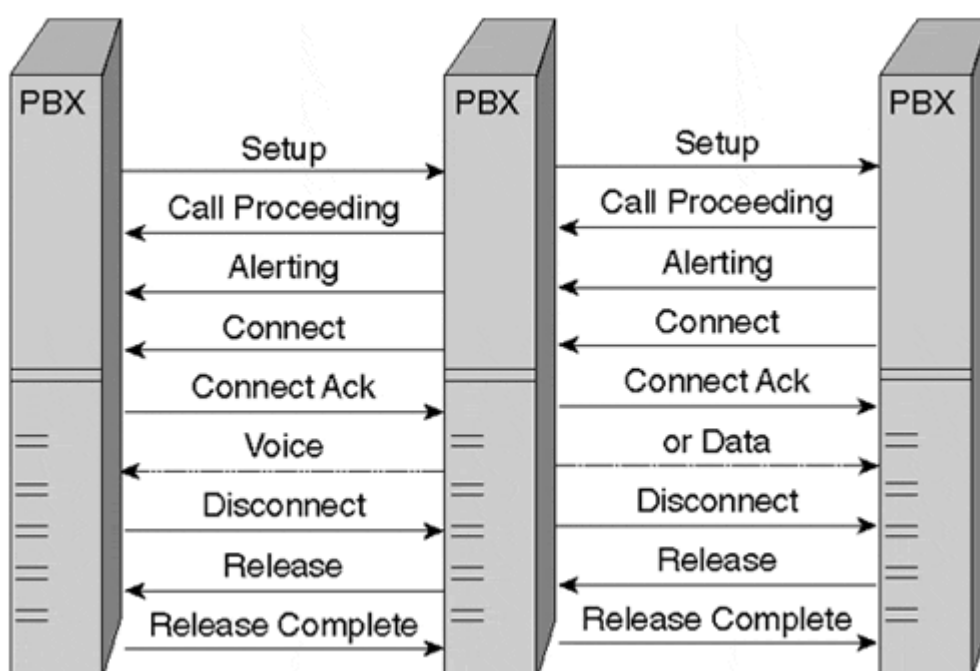 PBX PBX PBX
Setup Setup
Call Proceeding Call Proceeding
Alerting Alerting
Connect Connect
Connect Ack Connect Ack
Voice or Data
Disconnect Disconnect
Release Release
Release Complete Release Complete